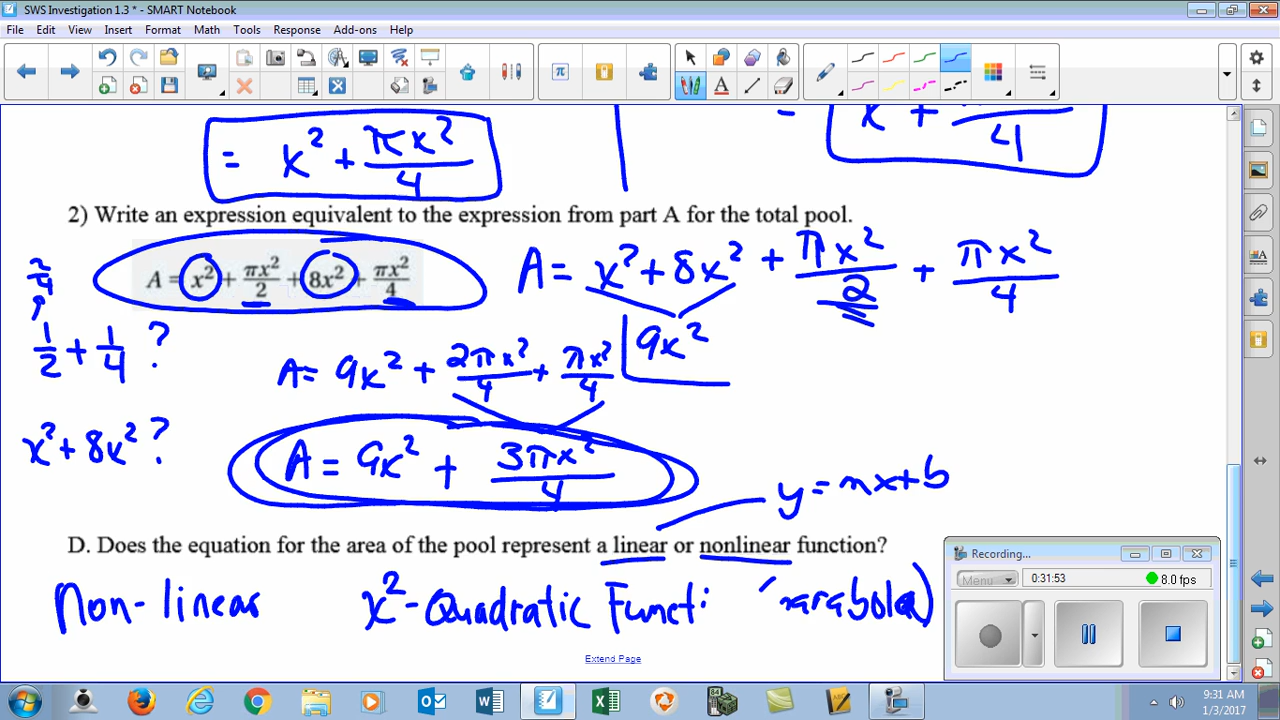 SWS Investigation 1.3 * - SMART Notebook
File Edit View Insert Format Math Tools Response Add-ons Help
= x² + πx²/4
= x + /4
2) Write an expression equivalent to the expression from part A for the total pool.
A = x² + πx²/2 + 8x² + πx²/4
A = x² + 8x² + πx²/2 + πx²/4
2/4
1/2 + 1/4 ?
9x²
A = 9x² + 2πx²/4 + πx²/4
x² + 8x² ?
A = 9x² + 3πx²/4
y = mx + b
D. Does the equation for the area of the pool represent a linear or nonlinear function?
Non-linear x² - Quadratic Functi (parabola)
Extend Page
Recording...
Menu 0:31:53 8.0 fps
9:31 AM
1/3/2017